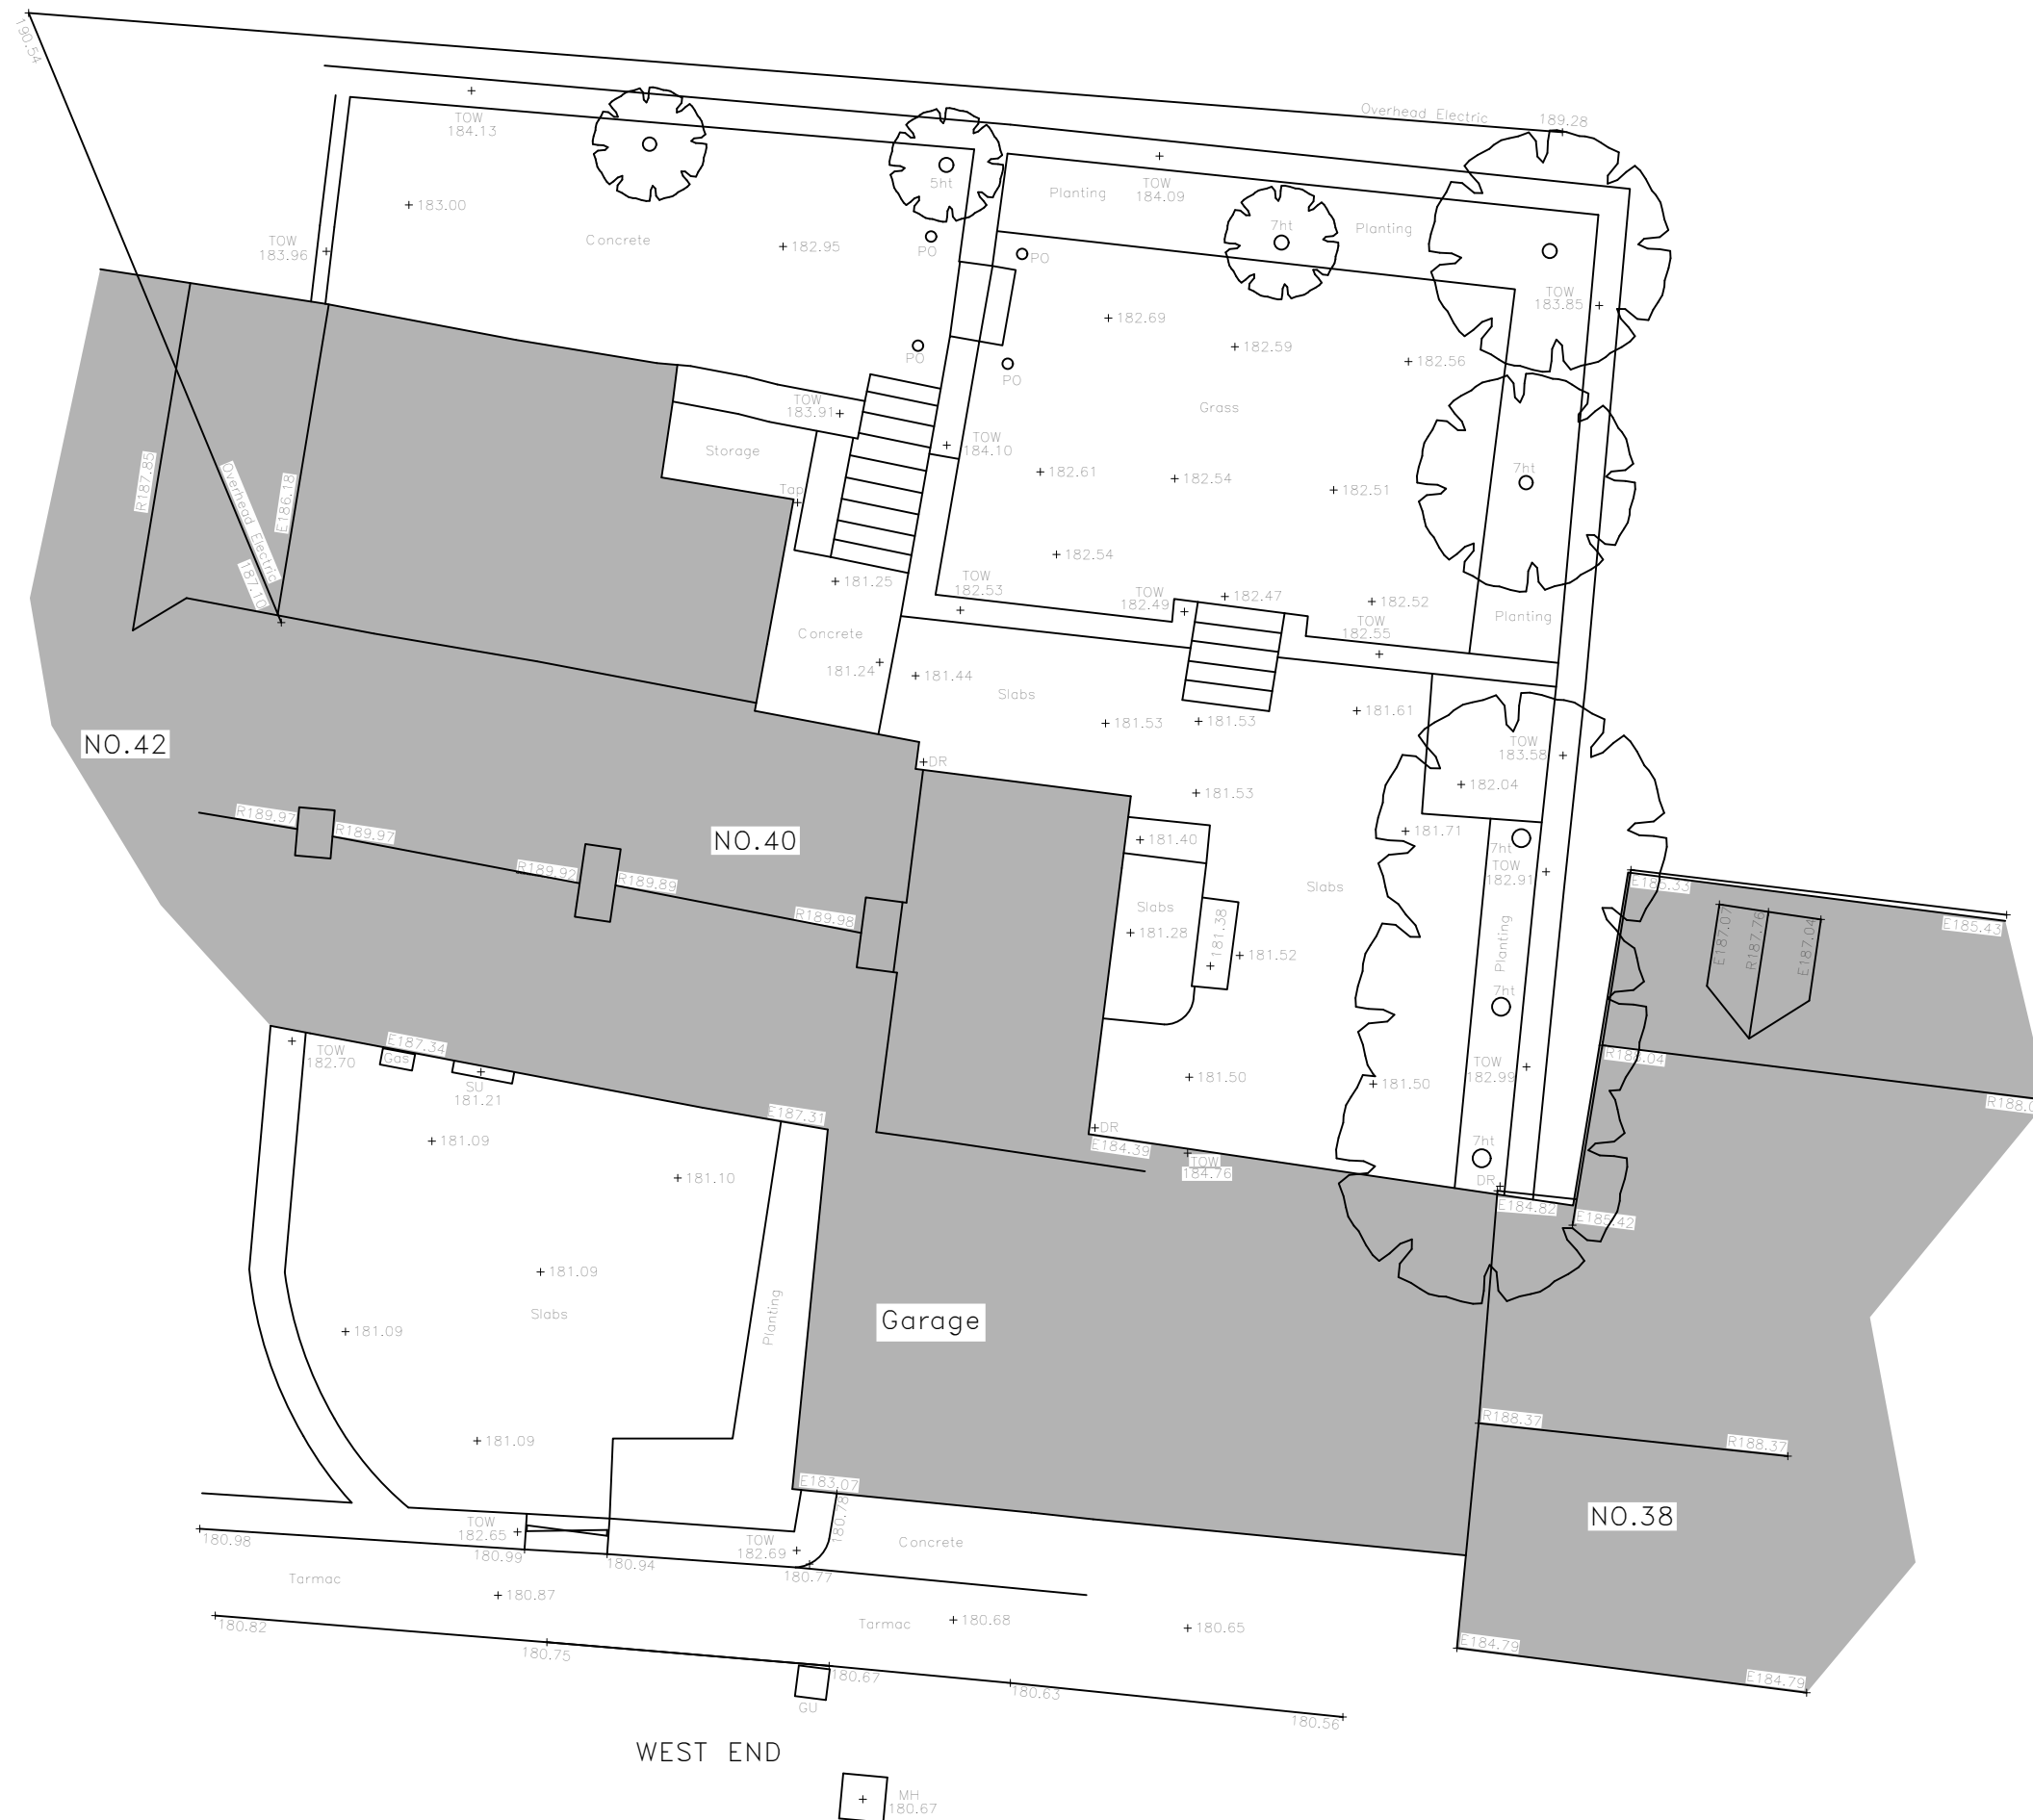 190.54
Overhead Electric
189.28
TOW
184.13
5ht
183.00
Concrete
182.95
TOW
183.96
PO
PO
PO
PO
Planting
TOW
184.09
7ht
Planting
TOW
183.85
182.69
182.59
182.56
Grass
TOW
183.91
Storage
Tap
TOW
184.10
182.61
182.54
182.51
7ht
R187.85
Overhead Electric
E186.18
187.10
182.54
181.25
TOW
182.53
TOW
182.49
182.47
182.52
TOW
182.55
Planting
Concrete
181.24
181.44
Slabs
181.53
181.53
181.61
NO.42
DR
TOW
183.58
182.04
181.53
R189.97
R189.97
NO.40
181.40
181.71
7ht
TOW
182.91
R189.92
R189.89
R189.98
Slabs
Slabs
181.28
181.38
181.52
Planting
E185.33
E185.43
E187.07
R187.76
E187.04
7ht
TOW
182.70
E187.34
Gas
SU
181.21
181.50
181.50
TOW
182.99
E187.31
181.09
181.10
DR
E184.39
TOW
184.76
7ht
DR
E184.82
E185.42
181.09
Slabs
181.09
Planting
Garage
181.09
R188.37
R188.37
E183.07
180.78
NO.38
TOW
182.65
TOW
182.69
Concrete
180.98
180.99
180.94
180.77
Tarmac
180.87
180.68
180.65
Tarmac
180.82
180.75
180.67
180.63
180.56
E184.79
E184.79
GU
WEST END
MH
180.67